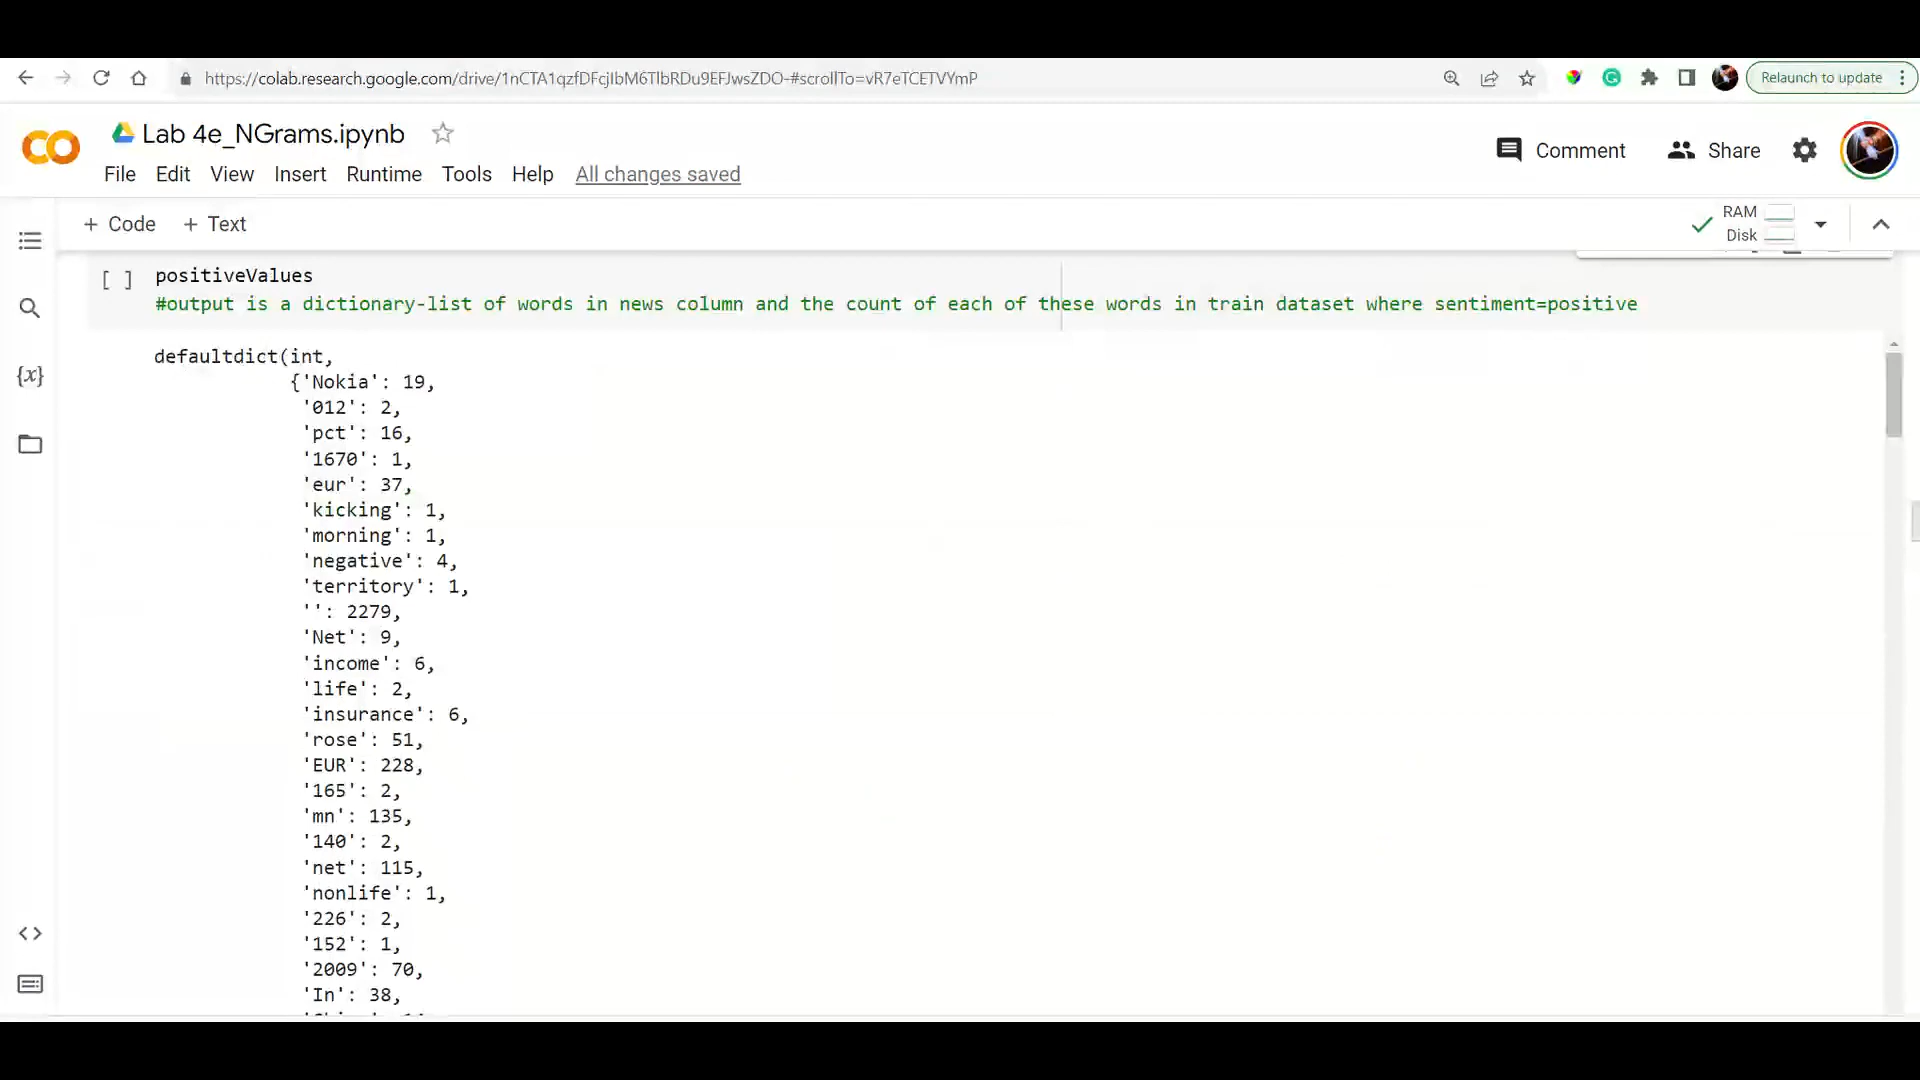 https://colab.research.google.com/drive/1nCTA1qzfDFcjIbM6TlbRDu9EFJwsZDO-#scrollTo=vR7eTCETVYmP
Relaunch to update
Lab 4e_NGrams.ipynb
Comment
Share
File Edit View Insert Runtime Tools Help All changes saved
+ Code + Text
RAM
Disk
[ ] positiveValues
#output is a dictionary-list of words in news column and the count of each of these words in train dataset where sentiment=positive
defaultdict(int,
{'Nokia': 19,
'012': 2,
'pct': 16,
'1670': 1,
'eur': 37,
'kicking': 1,
'morning': 1,
'negative': 4,
'territory': 1,
'': 2279,
'Net': 9,
'income': 6,
'life': 2,
'insurance': 6,
'rose': 51,
'EUR': 228,
'165': 2,
'mn': 135,
'140': 2,
'net': 115,
'nonlife': 1,
'226': 2,
'152': 1,
'2009': 70,
'In': 38,